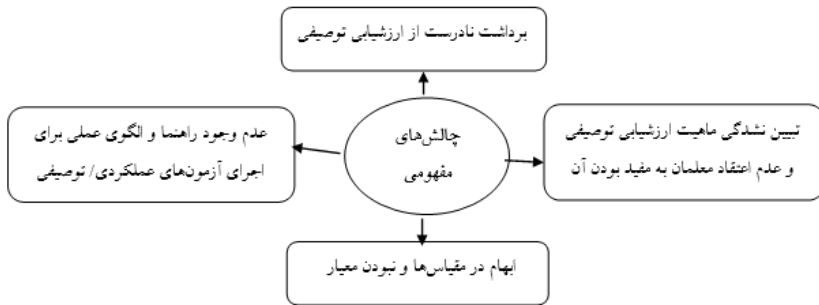 برداشت نادرست از ارزشیابی توصیفی
تبیین نشدگی ماهیت ارزشیابی توصیفی
و عدم اعتقاد معلمان به مفید بودن آن
چالش‌های
مفهومی
عدم وجود راهنما و الگوی عملی برای
اجرای آزمون‌های عملکردی/ توصیفی
ابهام در مقیاس‌ها و نبودن معیار